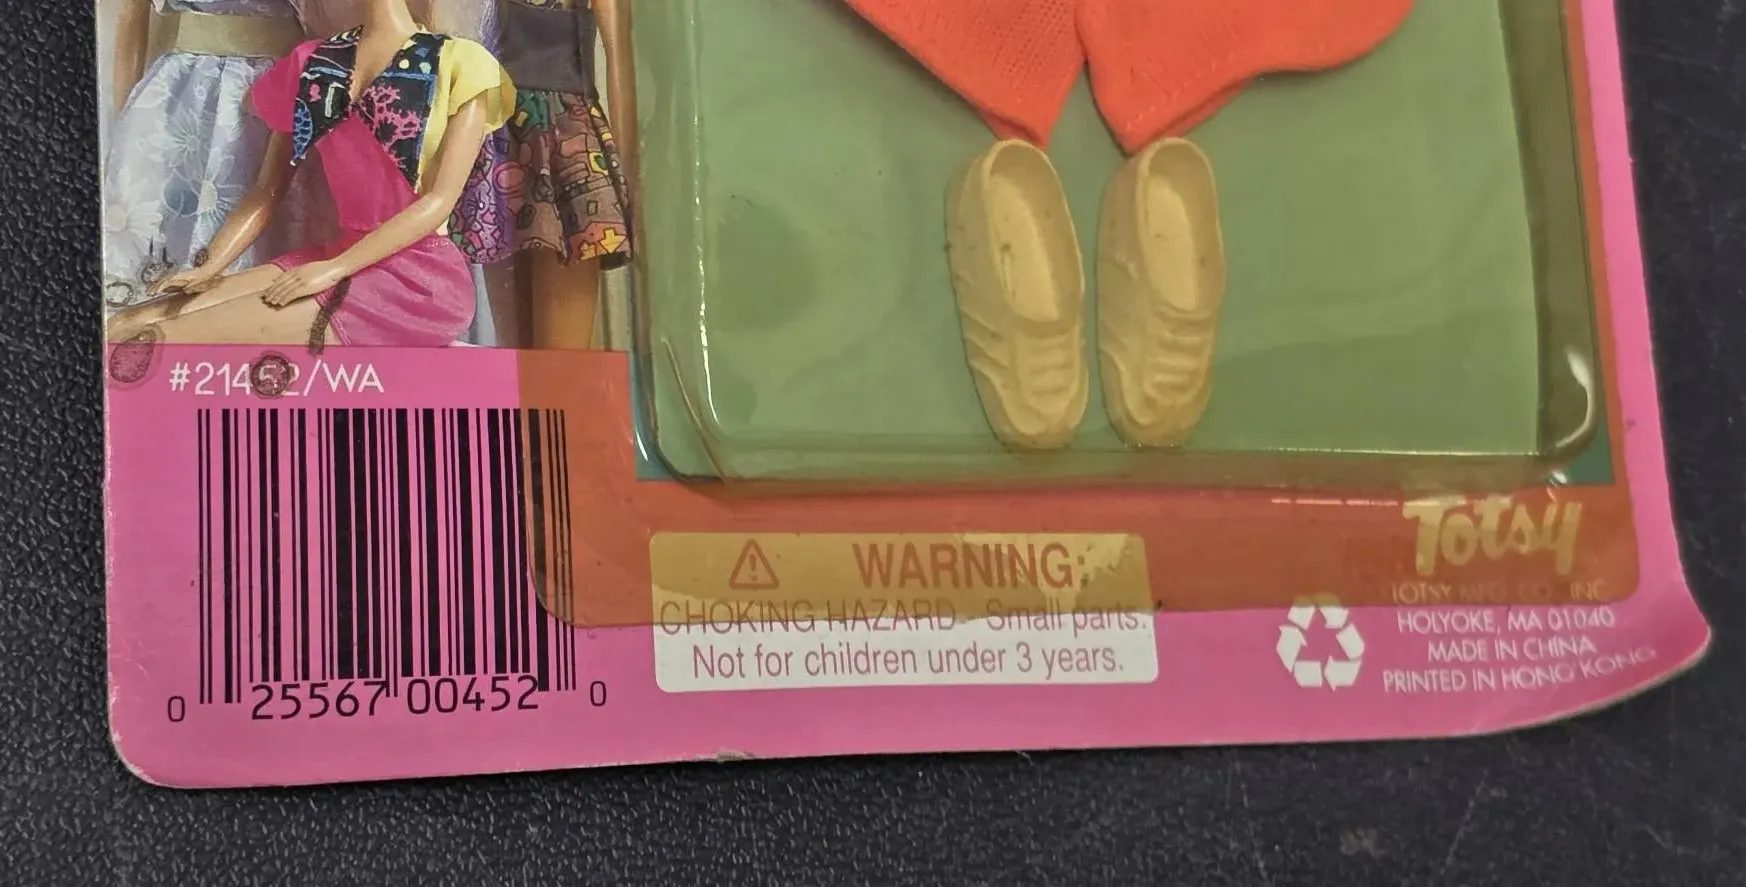 #21452/WA
0 25567 00452 0
WARNING:
CHOKING HAZARD - Small parts.
Not for children under 3 years.
Totsy
TOTSY MFG. CO., INC.
HOLYOKE, MA 01040
MADE IN CHINA
PRINTED IN HONG KONG